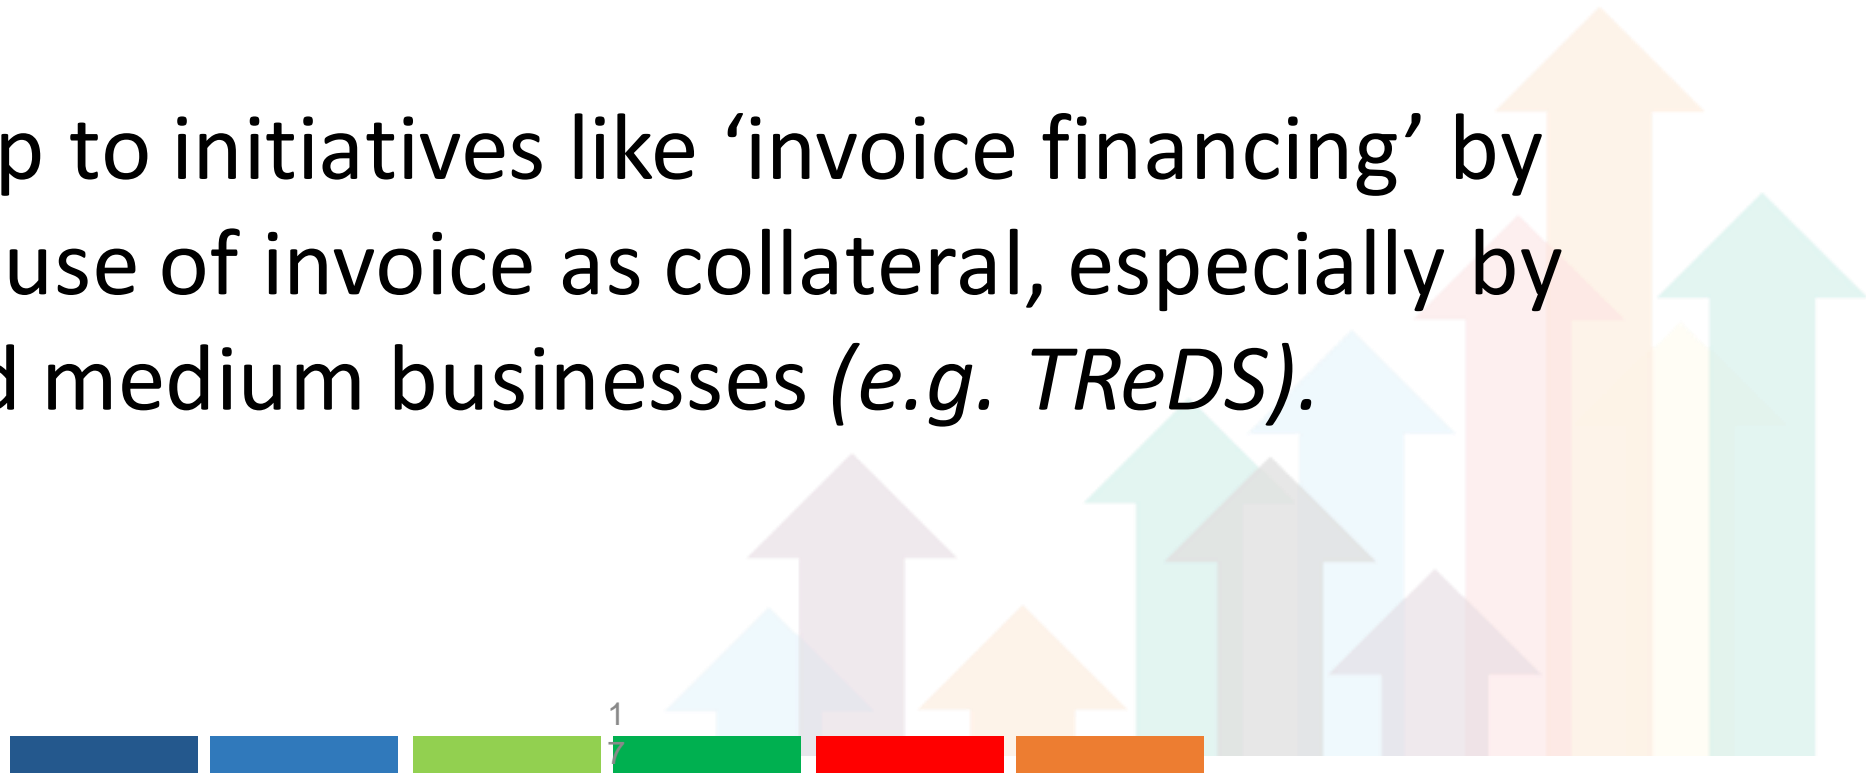 p to initiatives like ‘invoice financing’ by
use of invoice as collateral, especially by
d medium businesses (e.g. TReDS).
1
7